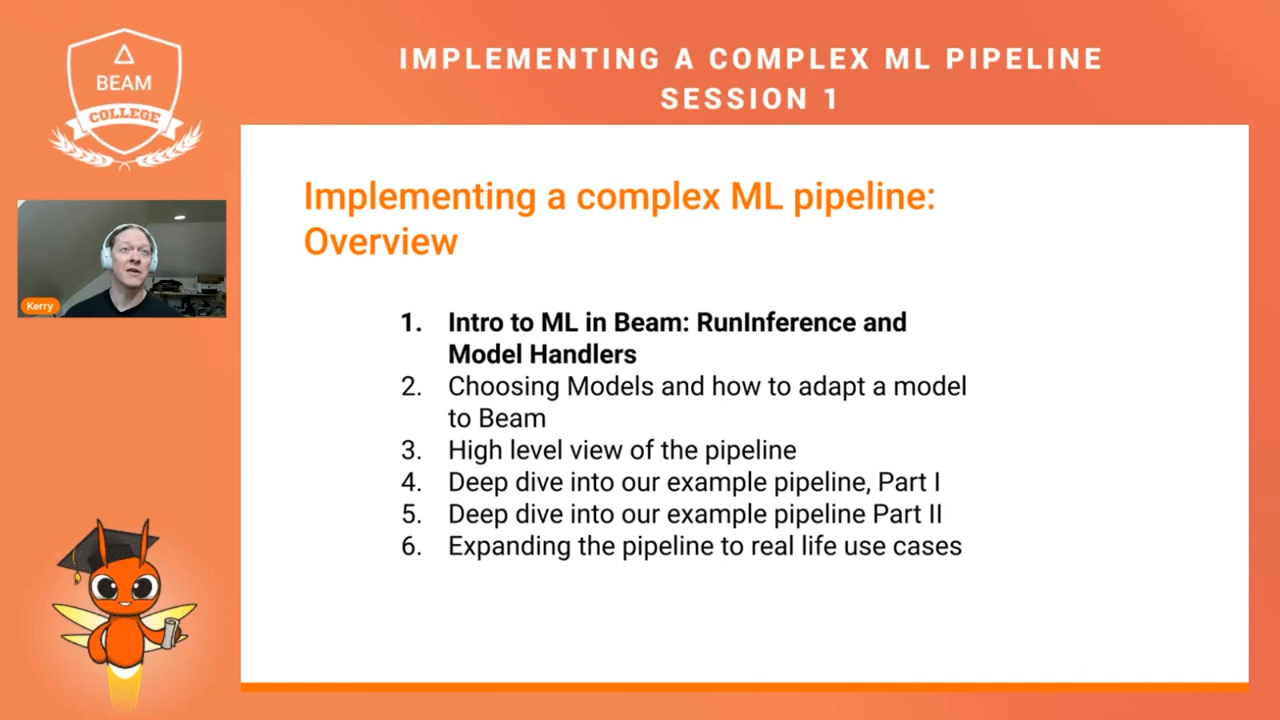 BEAM
COLLEGE
IMPLEMENTING A COMPLEX ML PIPELINE
SESSION 1
Kerry
Implementing a complex ML pipeline:
Overview
1. Intro to ML in Beam: RunInference and
Model Handlers
2. Choosing Models and how to adapt a model
to Beam
3. High level view of the pipeline
4. Deep dive into our example pipeline, Part I
5. Deep dive into our example pipeline Part II
6. Expanding the pipeline to real life use cases